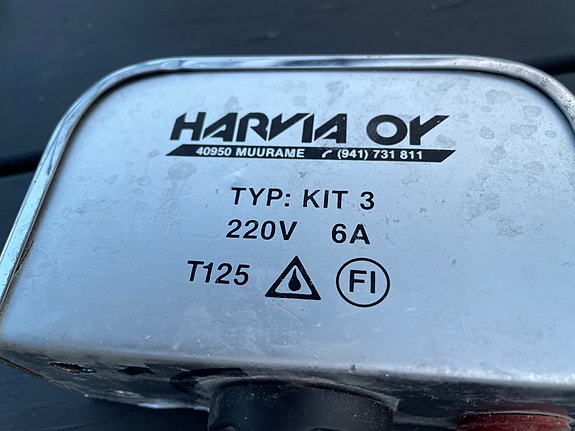 HARVIA OY
40950 MUURAME (941) 731 811
TYP: KIT 3
220V 6A
T125 FI